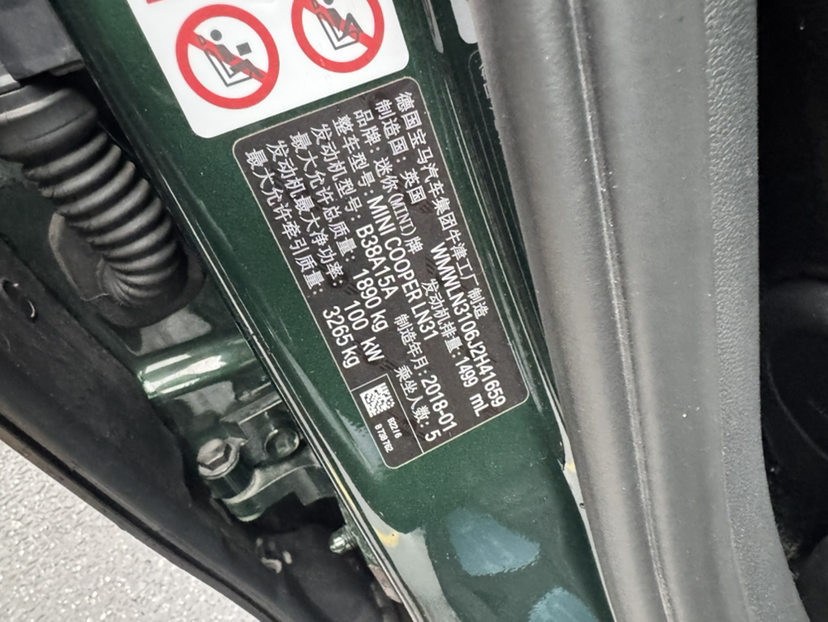 德国宝马汽车集团牛津工厂 制造
制造国：英国 WMWLN3106J2H41659
品牌：迷你(MINI)牌 发动机排量：1499 mL
整车型号：MINI COOPER LN31
发动机型号：B38A15A 制造年月：2018-01
最大允许总质量：1890 kg 乘坐人数：5
发动机最大净功率：100 kW
最大允许牵引质量：3265 kg